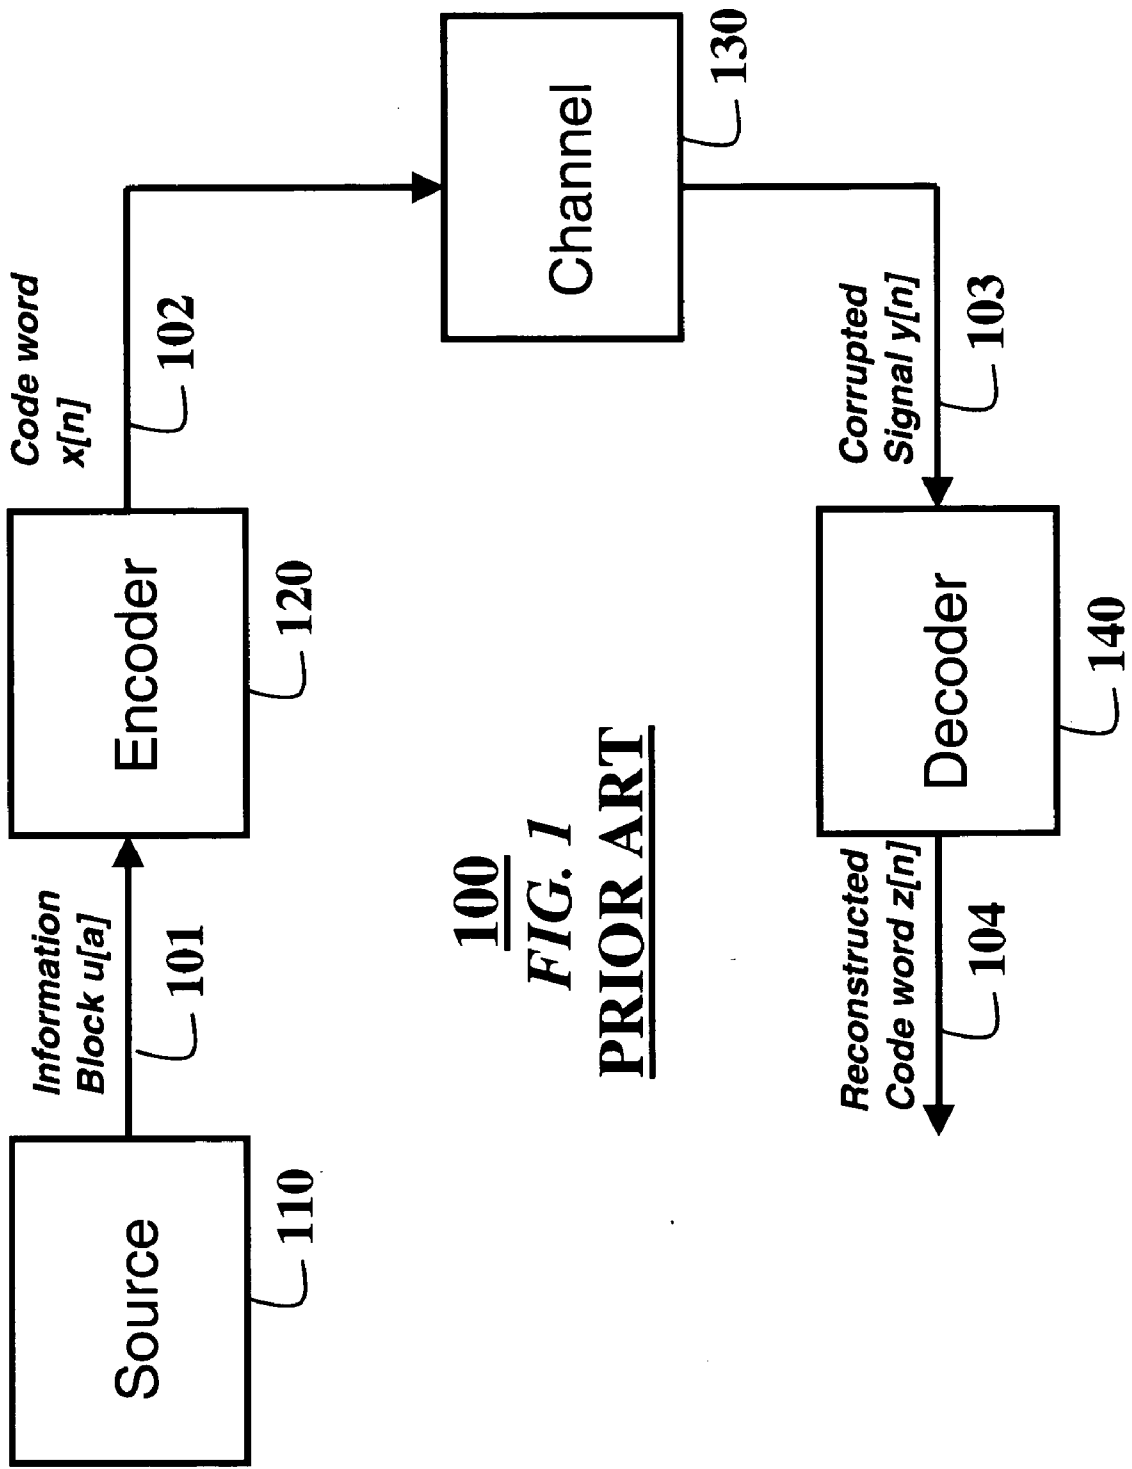 Source
110
Information
Block u[a]
101
Encoder
120
Code word
x[n]
102
Channel
130
Corrupted
Signal y[n]
103
Decoder
140
Reconstructed
Code word z[n]
104
100
FIG. 1
PRIOR ART